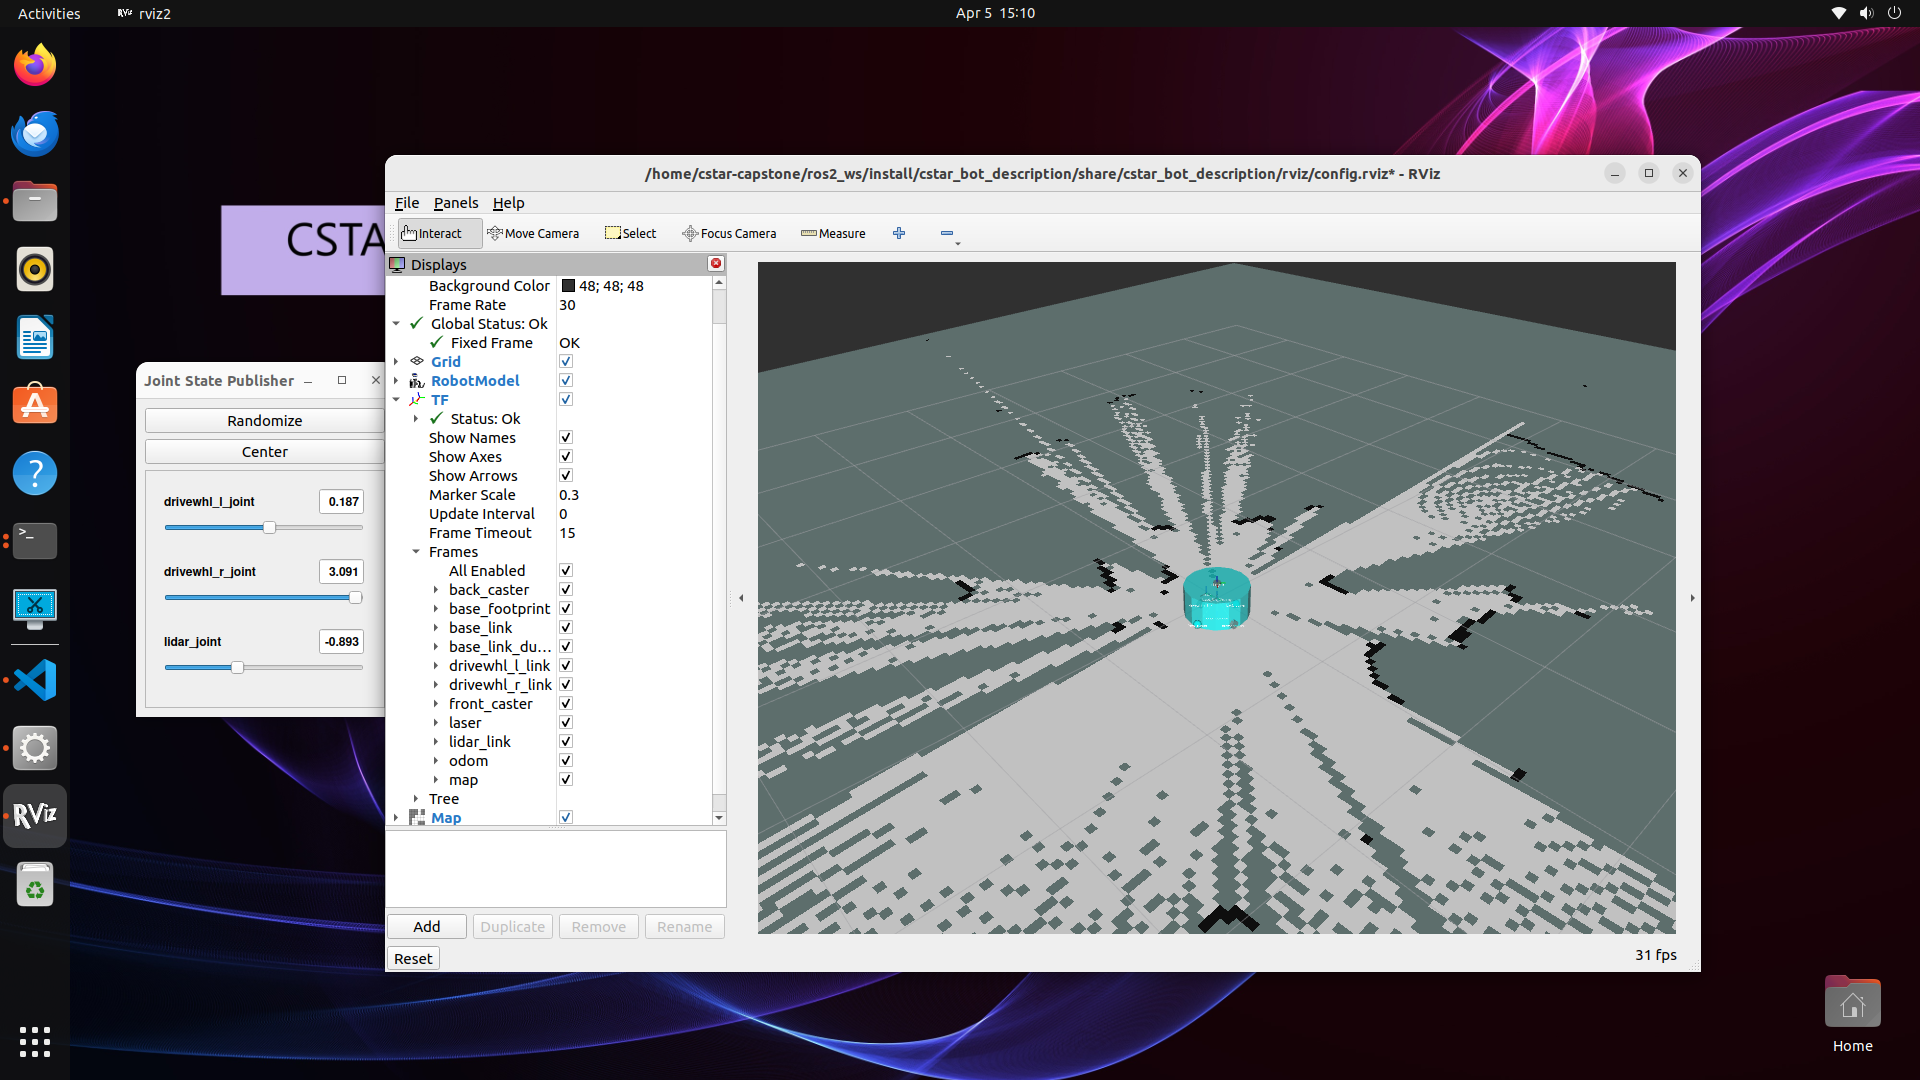 Activities
RViz rviz2
Apr 5 15:10
CSTA
/home/cstar-capstone/ros2_ws/install/cstar_bot_description/share/cstar_bot_description/rviz/config.rviz* - RViz
File Panels Help
Interact Move Camera Select Focus Camera Measure
Displays
Background Color 48; 48; 48
Frame Rate 30
Global Status: Ok
Fixed Frame OK
Grid
RobotModel
TF
Status: Ok
Show Names
Show Axes
Show Arrows
Marker Scale 0.3
Update Interval 0
Frame Timeout 15
Frames
All Enabled
back_caster
base_footprint
base_link
base_link_du...
drivewhl_l_link
drivewhl_r_link
front_caster
laser
lidar_link
odom
map
Tree
Map
Add Duplicate Remove Rename
Reset
31 fps
Joint State Publisher
Randomize
Center
drivewhl_l_joint 0.187
drivewhl_r_joint 3.091
lidar_joint -0.893
RViz
Home